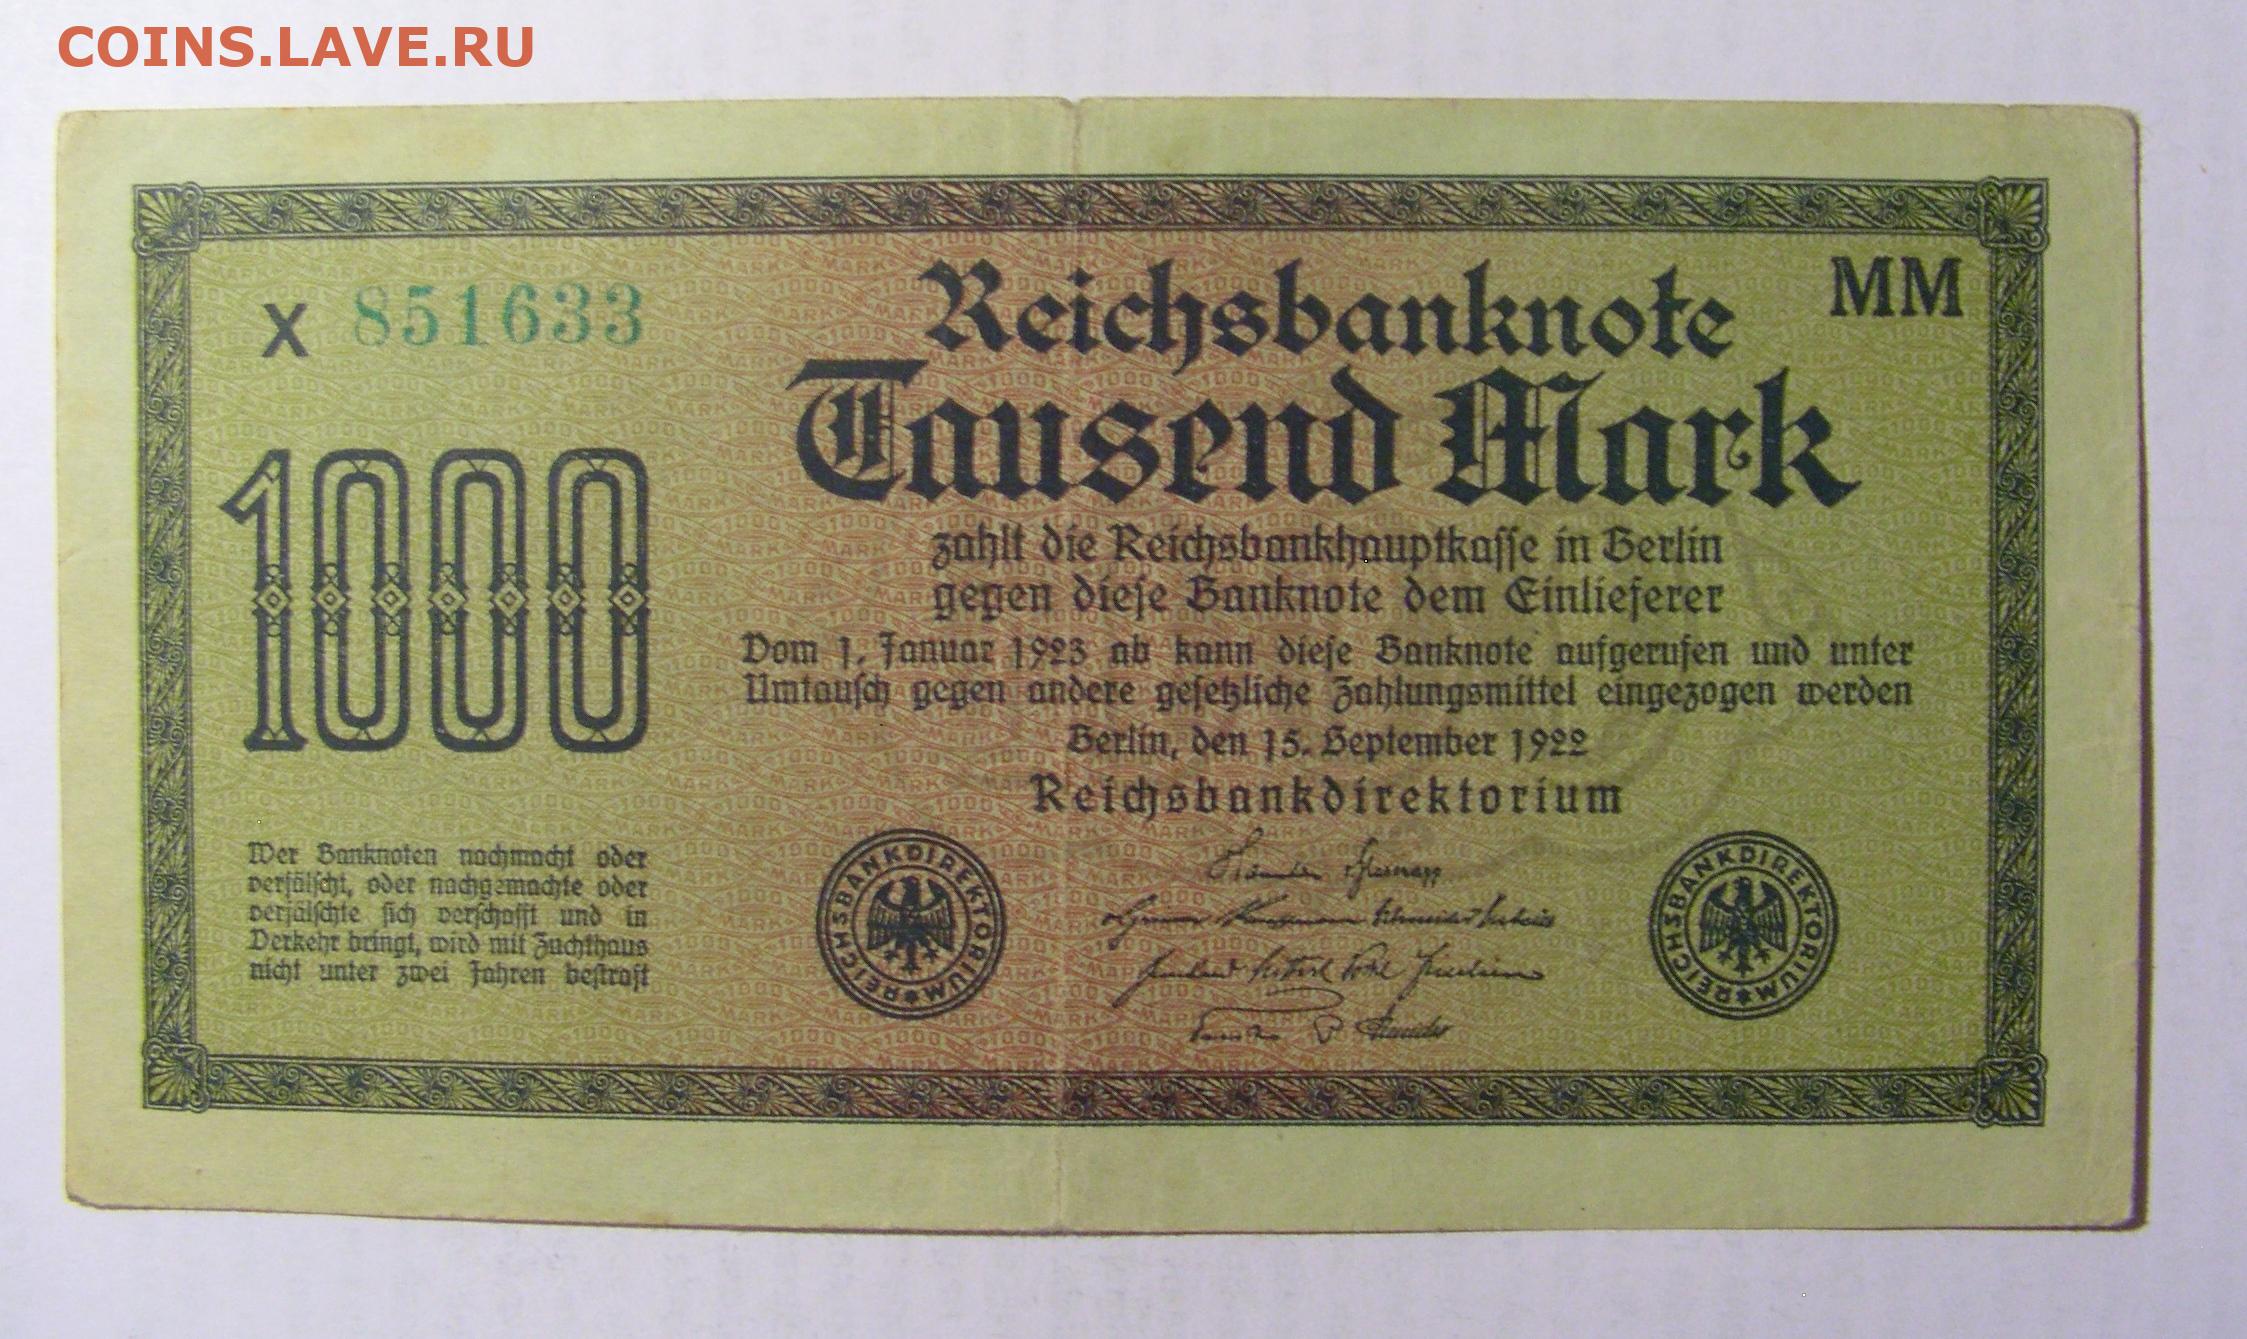 COINS.LAVE.RU
X 851633
MM
Reichsbanknote
Tausend Mark
1000
zahlt die Reichsbankhauptkasse in Berlin
gegen diese Banknote dem Einlieferer
Vom 1. Januar 1923 ab kann diese Banknote aufgerufen und unter
Umtausch gegen andere gesetzliche Zahlungsmittel eingezogen werden
Berlin, den 15. September 1922
Reichsbankdirektorium
Wer Banknoten nachmacht oder
verfälscht, oder nachgemachte oder
verfälschte sich verschafft und in
Verkehr bringt, wird mit Zuchthaus
nicht unter zwei Jahren bestraft
REICHSBANKDIREKTORIUM
REICHSBANKDIREKTORIUM